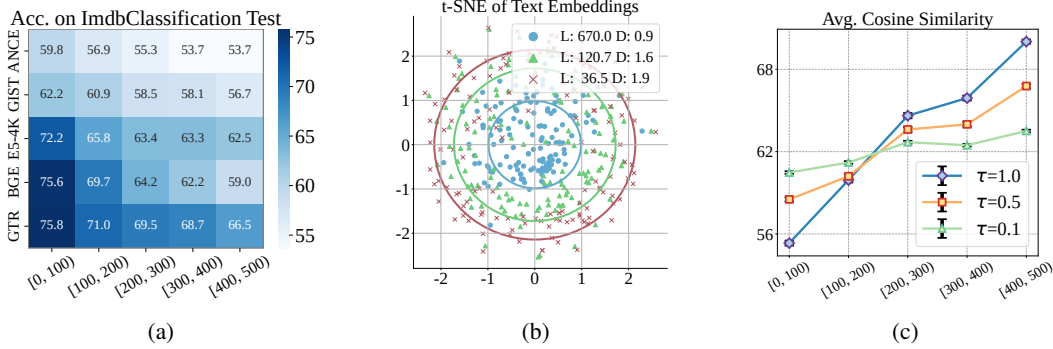 Acc. on ImdbClassification Test
ANCE 59.8 56.9 55.3 53.7 53.7
GIST 62.2 60.9 58.5 58.1 56.7
E5-4K 72.2 65.8 63.4 63.3 62.5
BGE 75.6 69.7 64.2 62.2 59.0
GTR 75.8 71.0 69.5 68.7 66.5
[0, 100) [100, 200) [200, 300) [300, 400) [400, 500)
75
70
65
60
55
(a)
t-SNE of Text Embeddings
L: 670.0 D: 0.9
L: 120.7 D: 1.6
L: 36.5 D: 1.9
2
1
0
-1
-2
-2 -1 0 1 2
(b)
Avg. Cosine Similarity
68
62
56
τ=1.0
τ=0.5
τ=0.1
[0, 100) [100, 200) [200, 300) [300, 400) [400, 500)
(c)